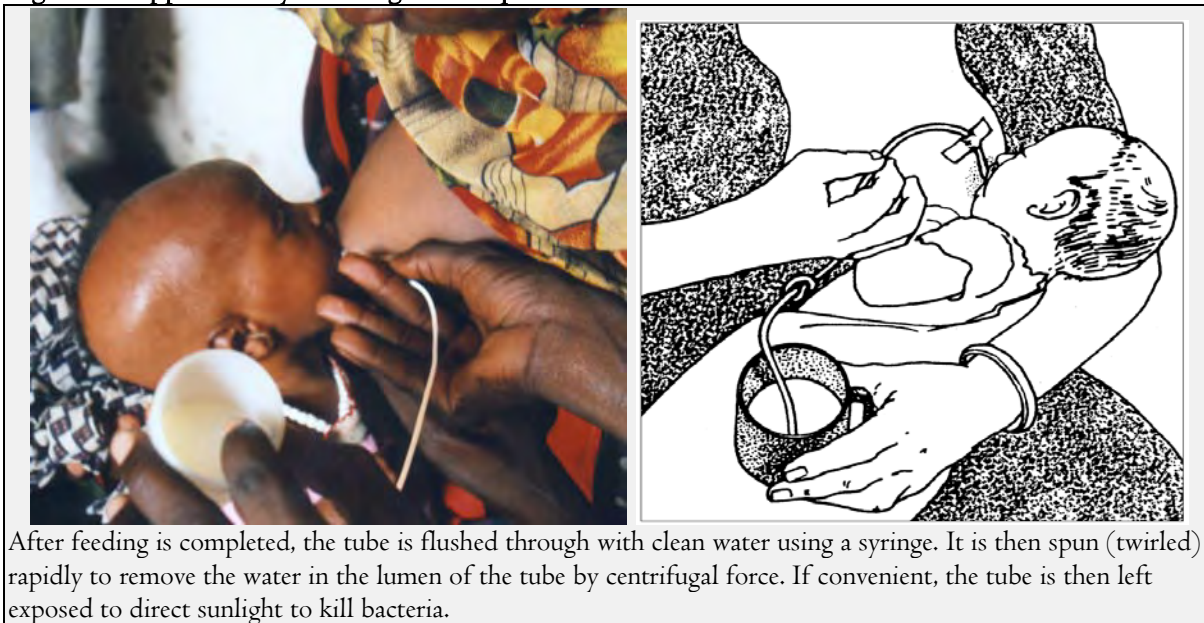 After feeding is completed, the tube is flushed through with clean water using a syringe. It is then spun (twirled)
rapidly to remove the water in the lumen of the tube by centrifugal force. If convenient, the tube is then left
exposed to direct sunlight to kill bacteria.